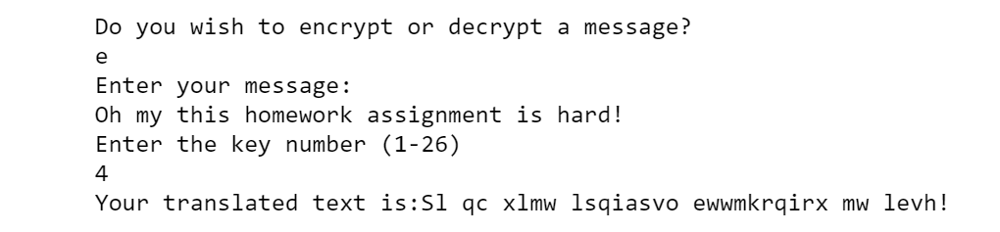 Do you wish to encrypt or decrypt a message?
e
Enter your message:
Oh my this homework assignment is hard!
Enter the key number (1-26)
4
Your translated text is:Sl qc xlmw lsqiasvo ewwmkrqirx mw levh!